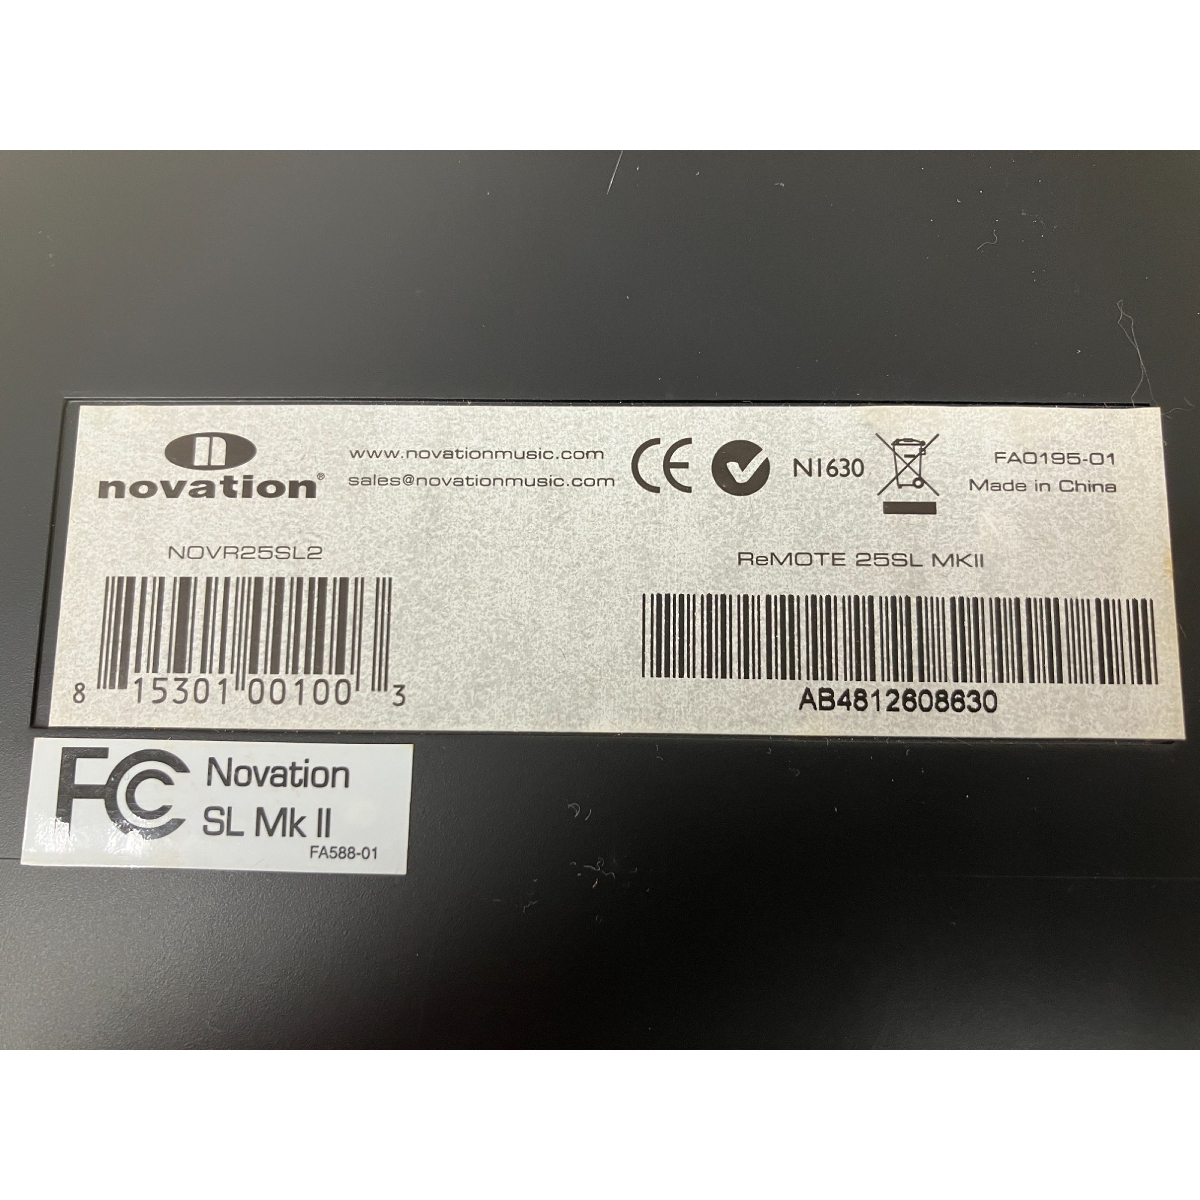 novation®
www.novationmusic.com
sales@novationmusic.com
CE
N1630
FA0195-01
Made in China
NOVR25SL2
8 15301 00100 3
ReMOTE 25SL MKII
AB4812608630
FC Novation
SL Mk II
FA588-01